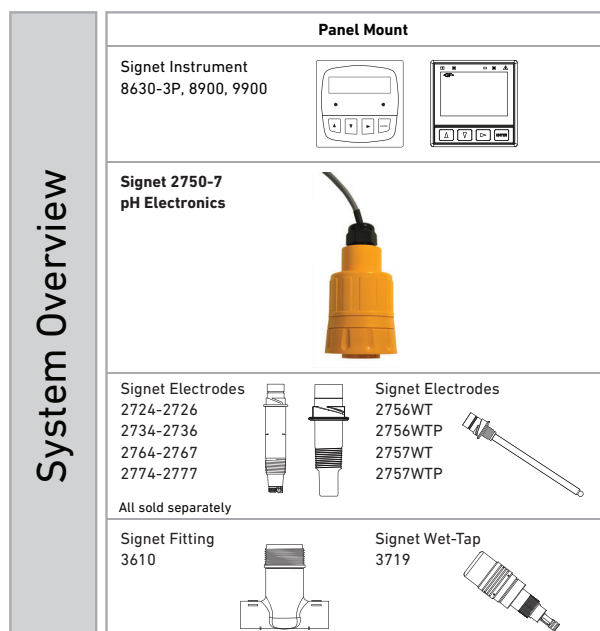 System Overview
Panel Mount
Signet Instrument
8630-3P, 8900, 9900
Signet 2750-7
pH Electronics
Signet Electrodes
2724-2726
2734-2736
2764-2767
2774-2777
All sold separately
Signet Electrodes
2756WT
2756WTP
2757WT
2757WTP
Signet Fitting
3610
Signet Wet-Tap
3719